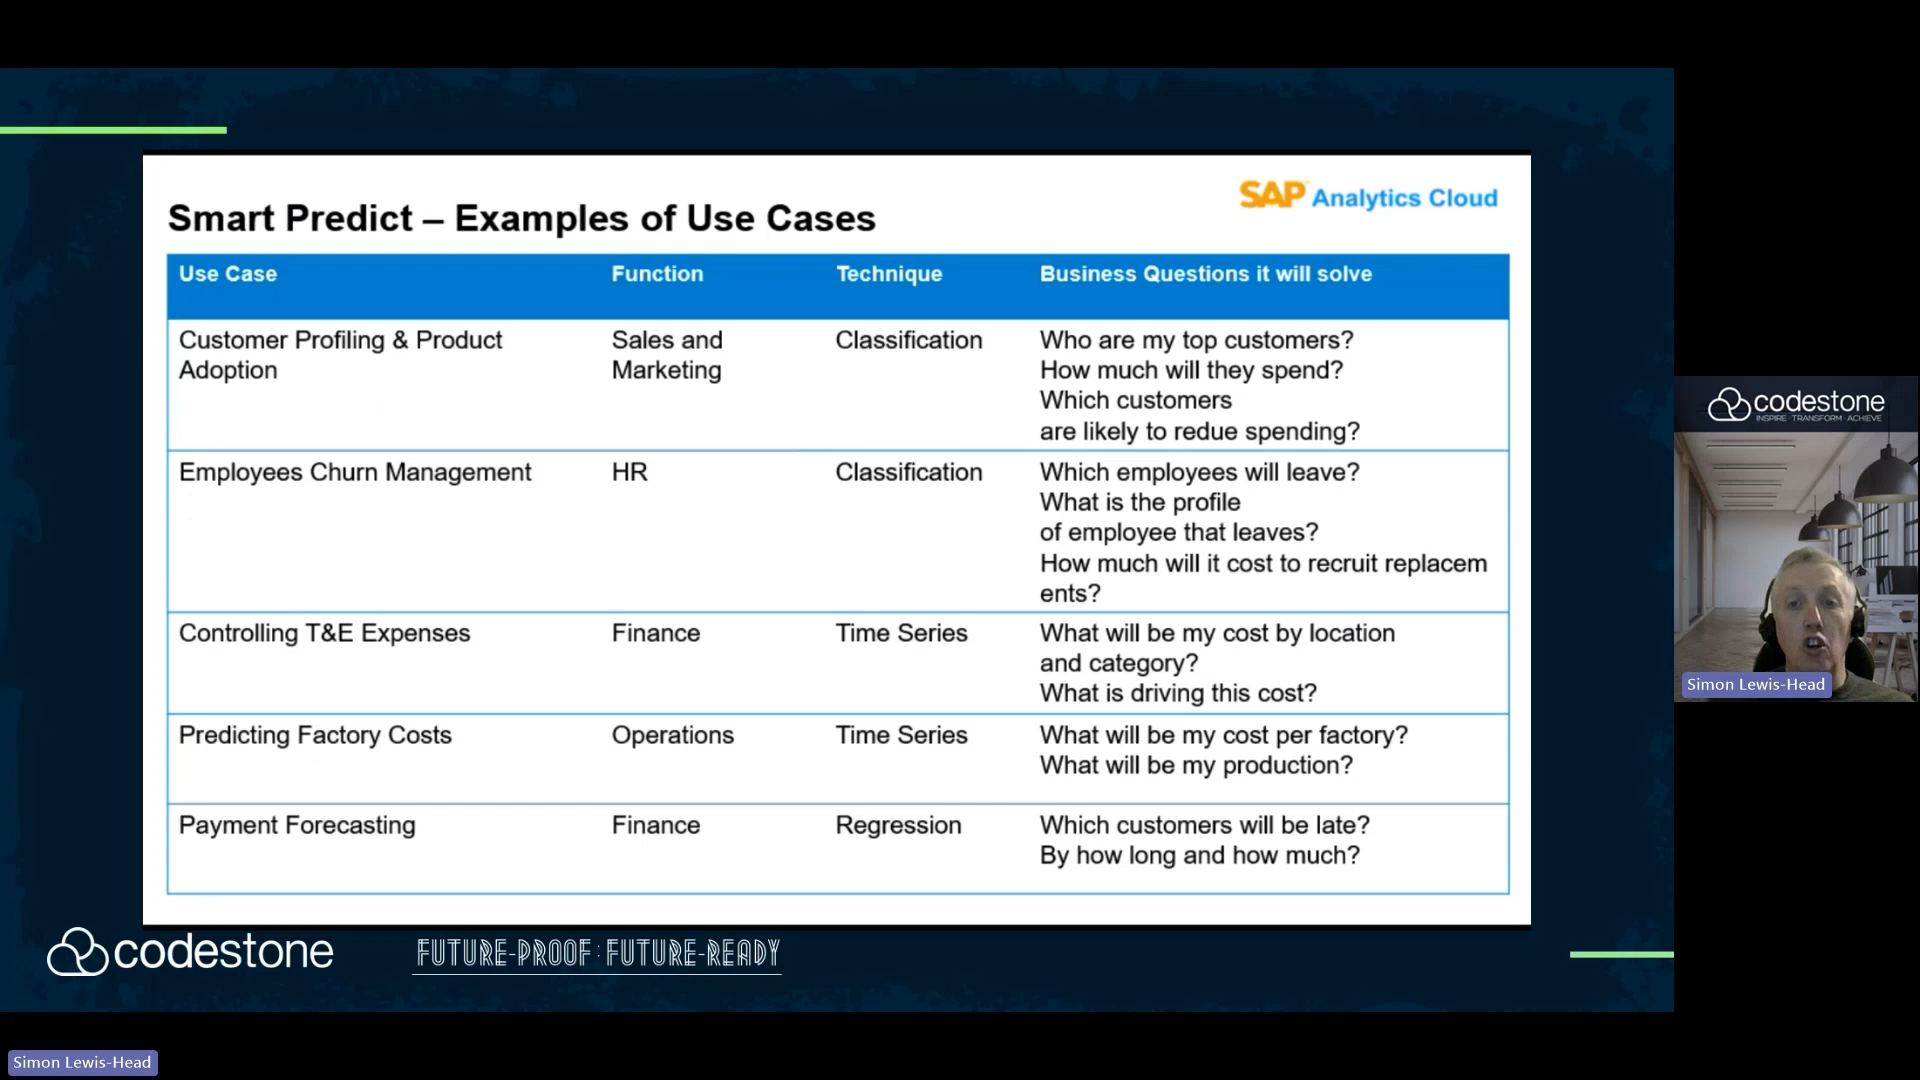 SAP Analytics Cloud
Smart Predict – Examples of Use Cases
Use Case Function Technique Business Questions it will solve
Customer Profiling & Product
Adoption
Sales and
Marketing
Classification
Who are my top customers?
How much will they spend?
Which customers
are likely to redue spending?
Employees Churn Management
HR
Classification
Which employees will leave?
What is the profile
of employee that leaves?
How much will it cost to recruit replacem
ents?
Controlling T&E Expenses
Finance
Time Series
What will be my cost by location
and category?
What is driving this cost?
Predicting Factory Costs
Operations
Time Series
What will be my cost per factory?
What will be my production?
Payment Forecasting
Finance
Regression
Which customers will be late?
By how long and how much?
codestone
FUTURE-PROOF : FUTURE-READY
codestone
INSPIRE TRANSFORM ACHIEVE
Simon Lewis-Head
Simon Lewis-Head